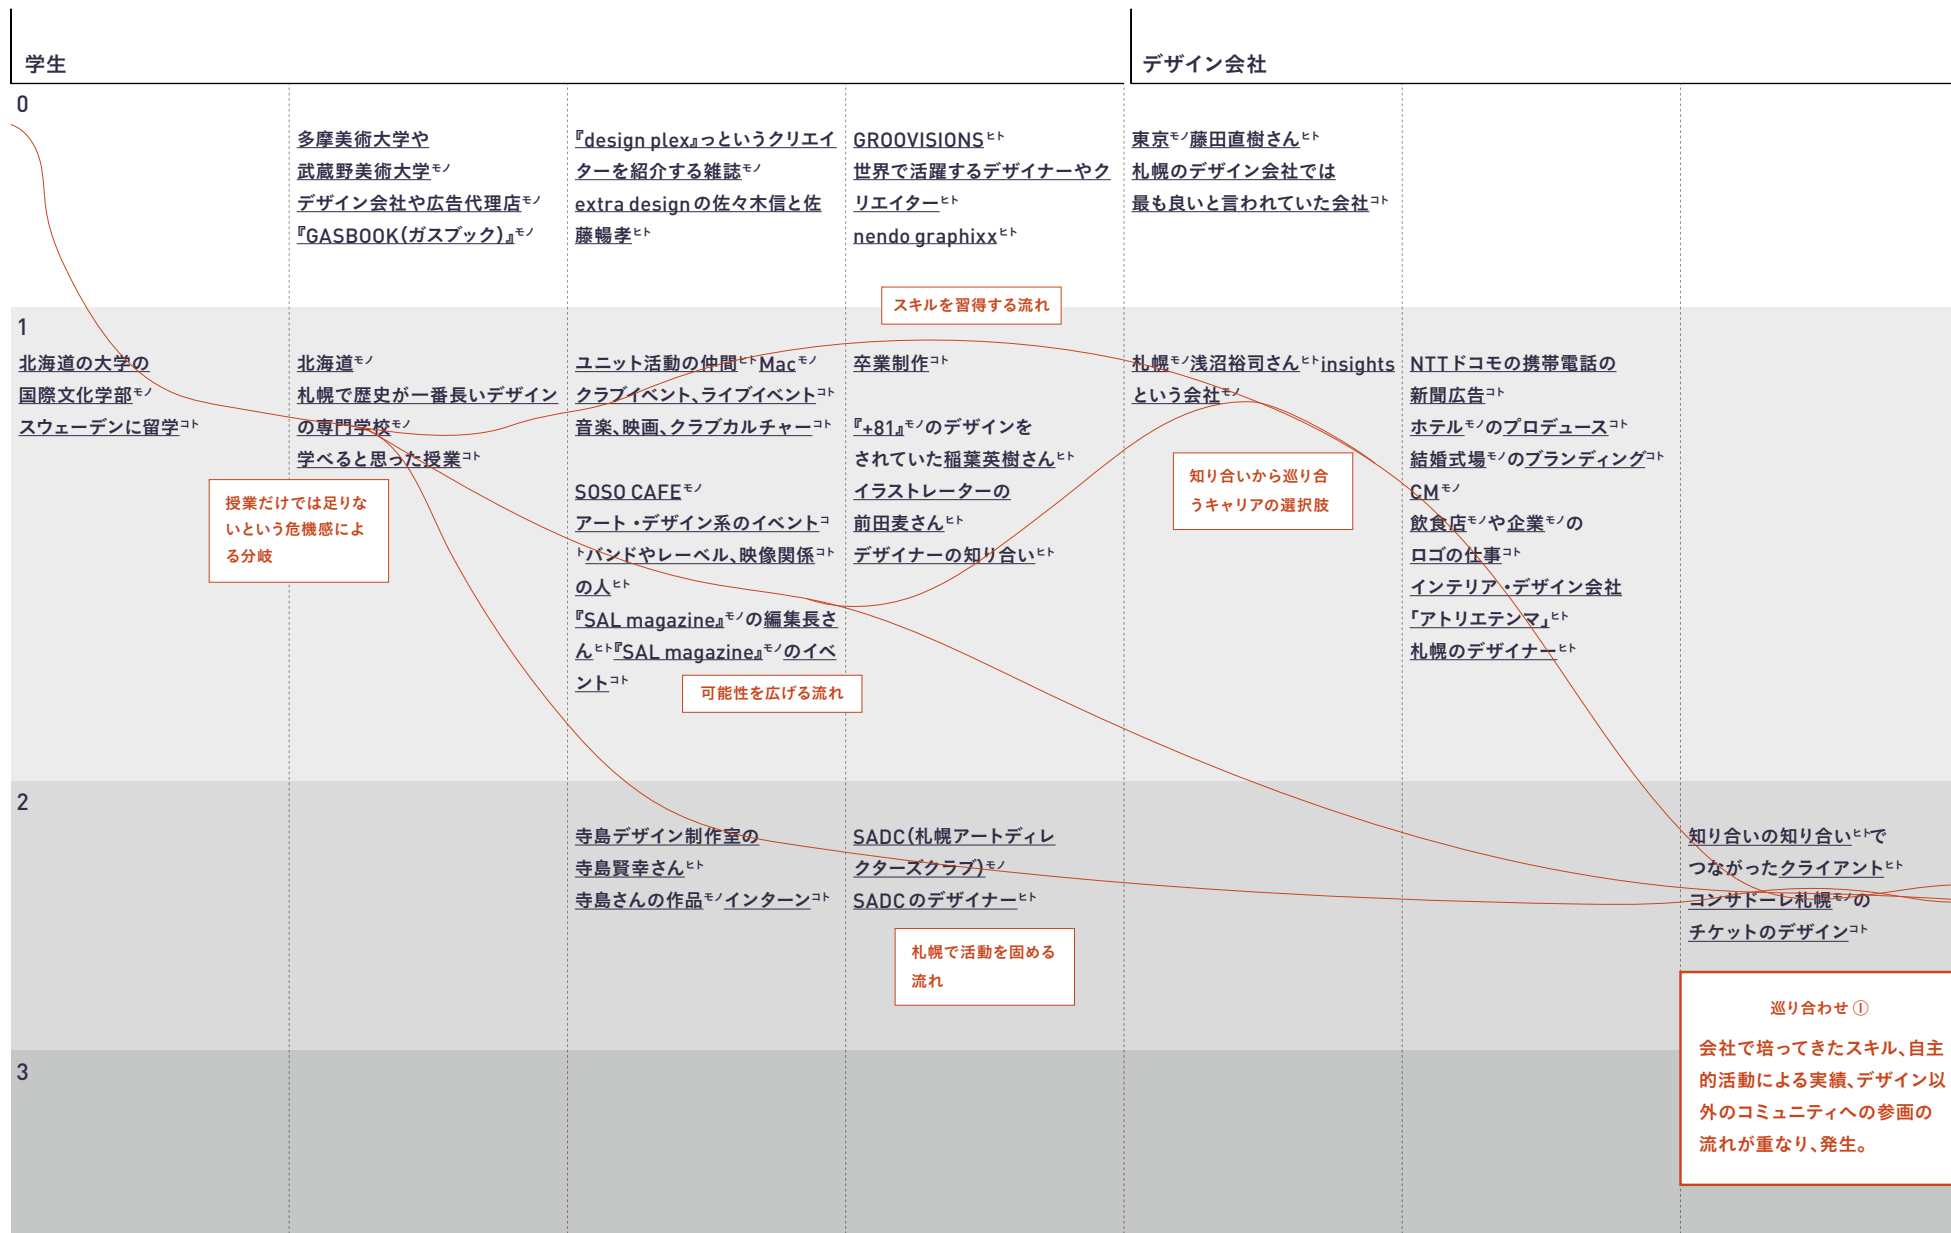 学生
デザイン会社
0
多摩美術大学や
武蔵野美術大学モノ
デザイン会社や広告代理店モノ
『GASBOOK(ガスブック)』モノ
『design plex』っというクリエイ
ターを紹介する雑誌モノ
extra designの佐々木信と佐
藤暢孝ヒト
GROOVISIONSヒト
世界で活躍するデザイナーやク
リエイターヒト
nendo graphixxヒト
東京モノ藤田直樹さんヒト
札幌のデザイン会社では
最も良いと言われていた会社コト
スキルを習得する流れ
1
北海道の大学の
国際文化学部モノ
スウェーデンに留学コト
北海道モノ
札幌で歴史が一番長いデザイン
の専門学校モノ
学べると思った授業コト
授業だけでは足りな
いという危機感によ
る分岐
ユニット活動の仲間ヒトMacモノ
クラブイベント、ライブイベントコト
音楽、映画、クラブカルチャーコト
SOSO CAFEモノ
アート・デザイン系のイベントコ
トバンドやレーベル、映像関係コト
の人ヒト
『SAL magazine』モノの編集長さ
んヒト『SAL magazine』モノのイベ
ントコト
可能性を広げる流れ
卒業制作コト
『+81』モノのデザインを
されていた稲葉英樹さんヒト
イラストレーターの
前田麦さんヒト
デザイナーの知り合いヒト
札幌モノ浅沼裕司さんヒトinsights
という会社モノ
知り合いから巡り合
うキャリアの選択肢
NTTドコモの携帯電話の
新聞広告コト
ホテルモノのプロデュースコト
結婚式場モノのブランディングコト
CMモノ
飲食店モノや企業モノの
ロゴの仕事コト
インテリア・デザイン会社
「アトリエテンマ」ヒト
札幌のデザイナーヒト
2
寺島デザイン制作室の
寺島賢幸さんヒト
寺島さんの作品モノインターンコト
SADC(札幌アートディレ
クターズクラブ)モノ
SADCのデザイナーヒト
札幌で活動を固める
流れ
知り合いの知り合いヒトで
つながったクライアントヒト
コンサドーレ札幌モノの
チケットのデザインコト
巡り合わせ①
会社で培ってきたスキル、自主
的活動による実績、デザイン以
外のコミュニティへの参画の
流れが重なり、発生。
3